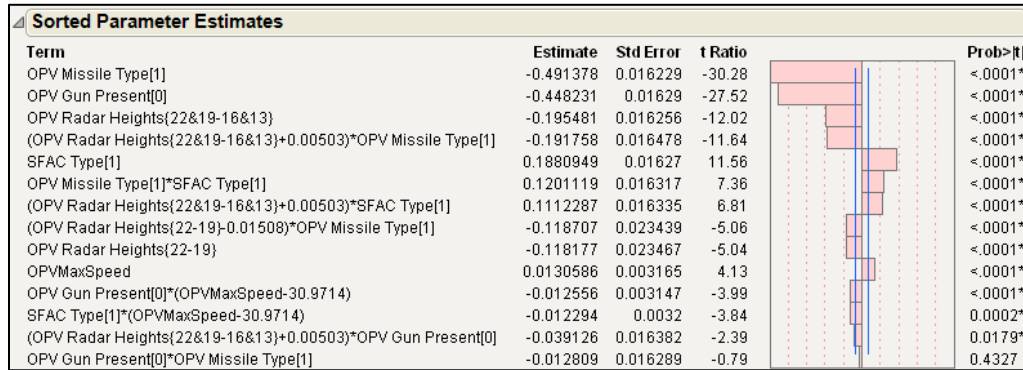 Sorted Parameter Estimates
Term Estimate Std Error t Ratio Prob>|t|
OPV Missile Type[1] -0.491378 0.016229 -30.28 <.0001*
OPV Gun Present[0] -0.448231 0.01629 -27.52 <.0001*
OPV Radar Heights{22&19-16&13} -0.195481 0.016256 -12.02 <.0001*
(OPV Radar Heights{22&19-16&13}+0.00503)*OPV Missile Type[1] -0.191758 0.016478 -11.64 <.0001*
SFAC Type[1] 0.1880949 0.01627 11.56 <.0001*
OPV Missile Type[1]*SFAC Type[1] 0.1201119 0.016317 7.36 <.0001*
(OPV Radar Heights{22&19-16&13}+0.00503)*SFAC Type[1] 0.1112287 0.016335 6.81 <.0001*
(OPV Radar Heights{22-19}-0.01508)*OPV Missile Type[1] -0.118707 0.023439 -5.06 <.0001*
OPV Radar Heights{22-19} -0.118177 0.023467 -5.04 <.0001*
OPVMaxSpeed 0.0130586 0.003165 4.13 <.0001*
OPV Gun Present[0]*(OPVMaxSpeed-30.9714) -0.012556 0.003147 -3.99 <.0001*
SFAC Type[1]*(OPVMaxSpeed-30.9714) -0.012294 0.0032 -3.84 0.0002*
(OPV Radar Heights{22&19-16&13}+0.00503)*OPV Gun Present[0] -0.039126 0.016382 -2.39 0.0179*
OPV Gun Present[0]*OPV Missile Type[1] -0.012809 0.016289 -0.79 0.4327